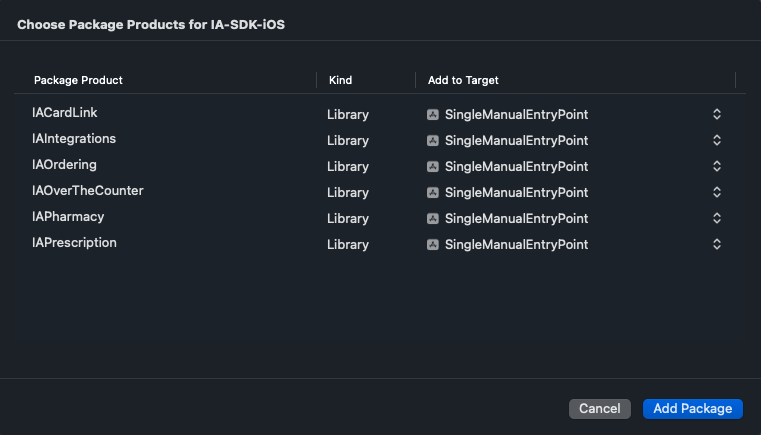 Choose Package Products for IA-SDK-iOS
Package Product Kind Add to Target
IACardLink Library SingleManualEntryPoint
IAIntegrations Library SingleManualEntryPoint
IAOrdering Library SingleManualEntryPoint
IAOverTheCounter Library SingleManualEntryPoint
IAPharmacy Library SingleManualEntryPoint
IAPrescription Library SingleManualEntryPoint
Cancel Add Package